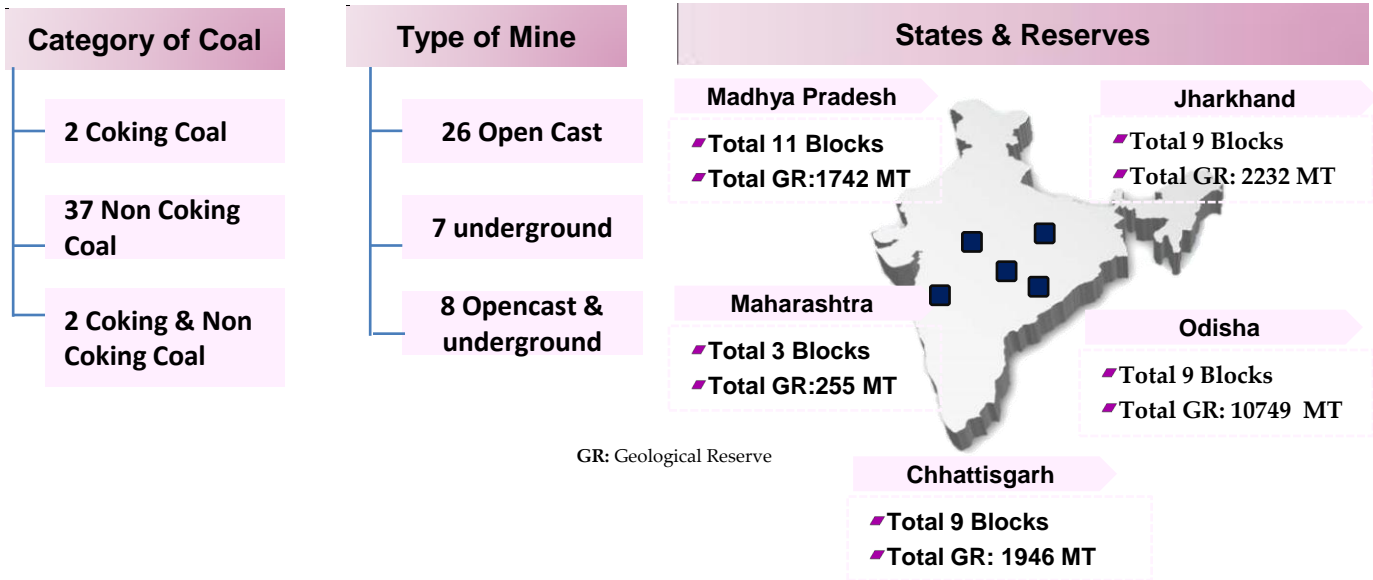 Category of Coal
2 Coking Coal
37 Non Coking
Coal
2 Coking & Non
Coking Coal
Type of Mine
26 Open Cast
7 underground
8 Opencast &
underground
States & Reserves
Madhya Pradesh
Total 11 Blocks
Total GR:1742 MT
Jharkhand
Total 9 Blocks
Total GR: 2232 MT
Maharashtra
Total 3 Blocks
Total GR:255 MT
Odisha
Total 9 Blocks
Total GR: 10749 MT
GR: Geological Reserve
Chhattisgarh
Total 9 Blocks
Total GR: 1946 MT